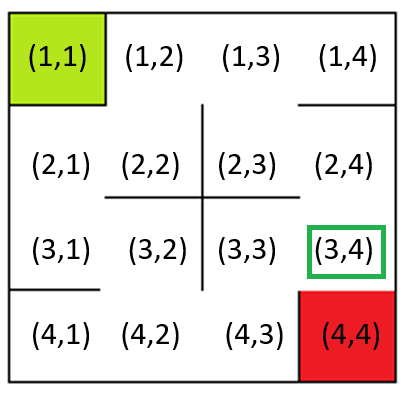 (1,1) (1,2) (1,3) (1,4)
(2,1) (2,2) (2,3) (2,4)
(3,1) (3,2) (3,3) (3,4)
(4,1) (4,2) (4,3) (4,4)